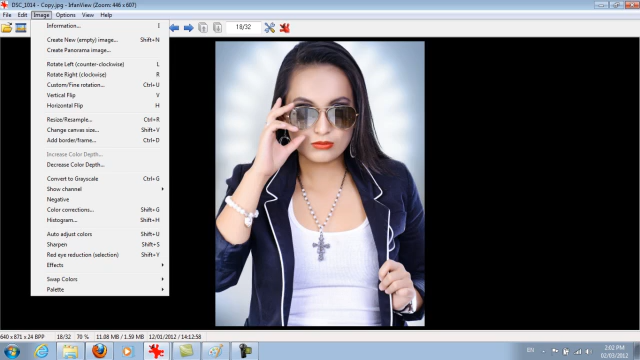 DSC_1014 - Copy.jpg - IrfanView (Zoom: 446 x 607)
File Edit Image Options View Help
18/32
Information... I
Create New (empty) image... Shift+N
Create Panorama image...
Rotate Left (counter-clockwise) L
Rotate Right (clockwise) R
Custom/Fine rotation... Ctrl+U
Vertical Flip V
Horizontal Flip H
Resize/Resample... Ctrl+R
Change canvas size... Shift+V
Add border/frame... Ctrl+D
Increase Color Depth...
Decrease Color Depth...
Convert to Grayscale Ctrl+G
Show channel
Negative
Color corrections... Shift+G
Histogram... Shift+H
Auto adjust colors Shift+U
Sharpen Shift+S
Red eye reduction (selection) Shift+Y
Effects
Swap Colors
Palette
640 x 871 x 24 BPP 18/32 70 % 11.08 MB / 1.59 MB 12/01/2012 / 14:12:58
EN 2:02 PM
02/03/2012